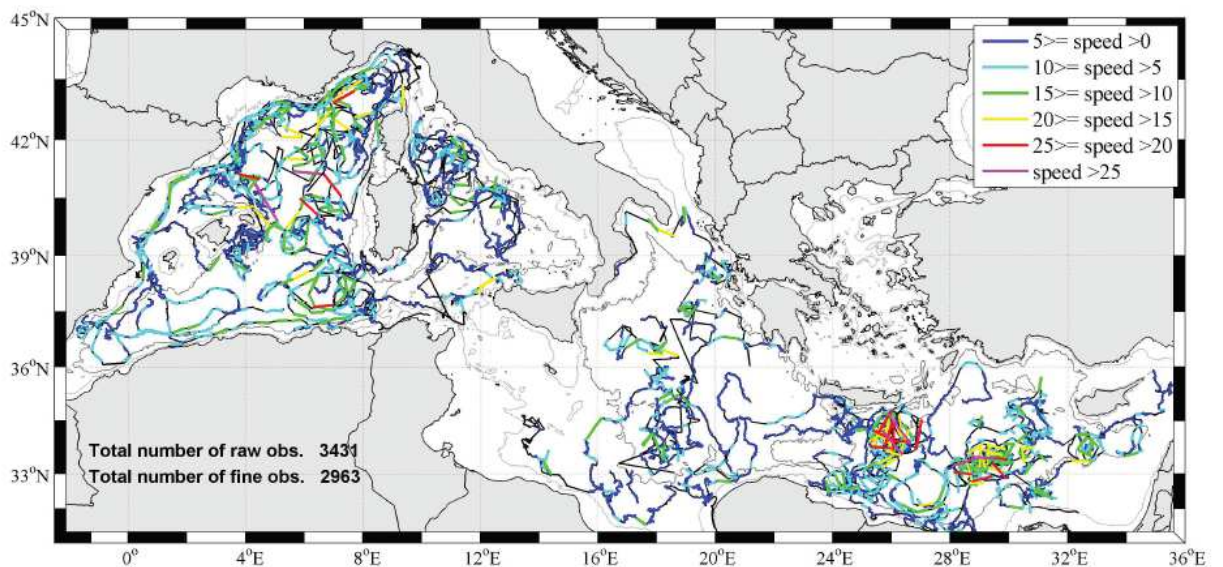 45°N
42°N
39°N
36°N
33°N
5>= speed >0
10>= speed >5
15>= speed >10
20>= speed >15
25>= speed >20
speed >25
Total number of raw obs. 3431
Total number of fine obs. 2963
0° 4°E 8°E 12°E 16°E 20°E 24°E 28°E 32°E 36°E